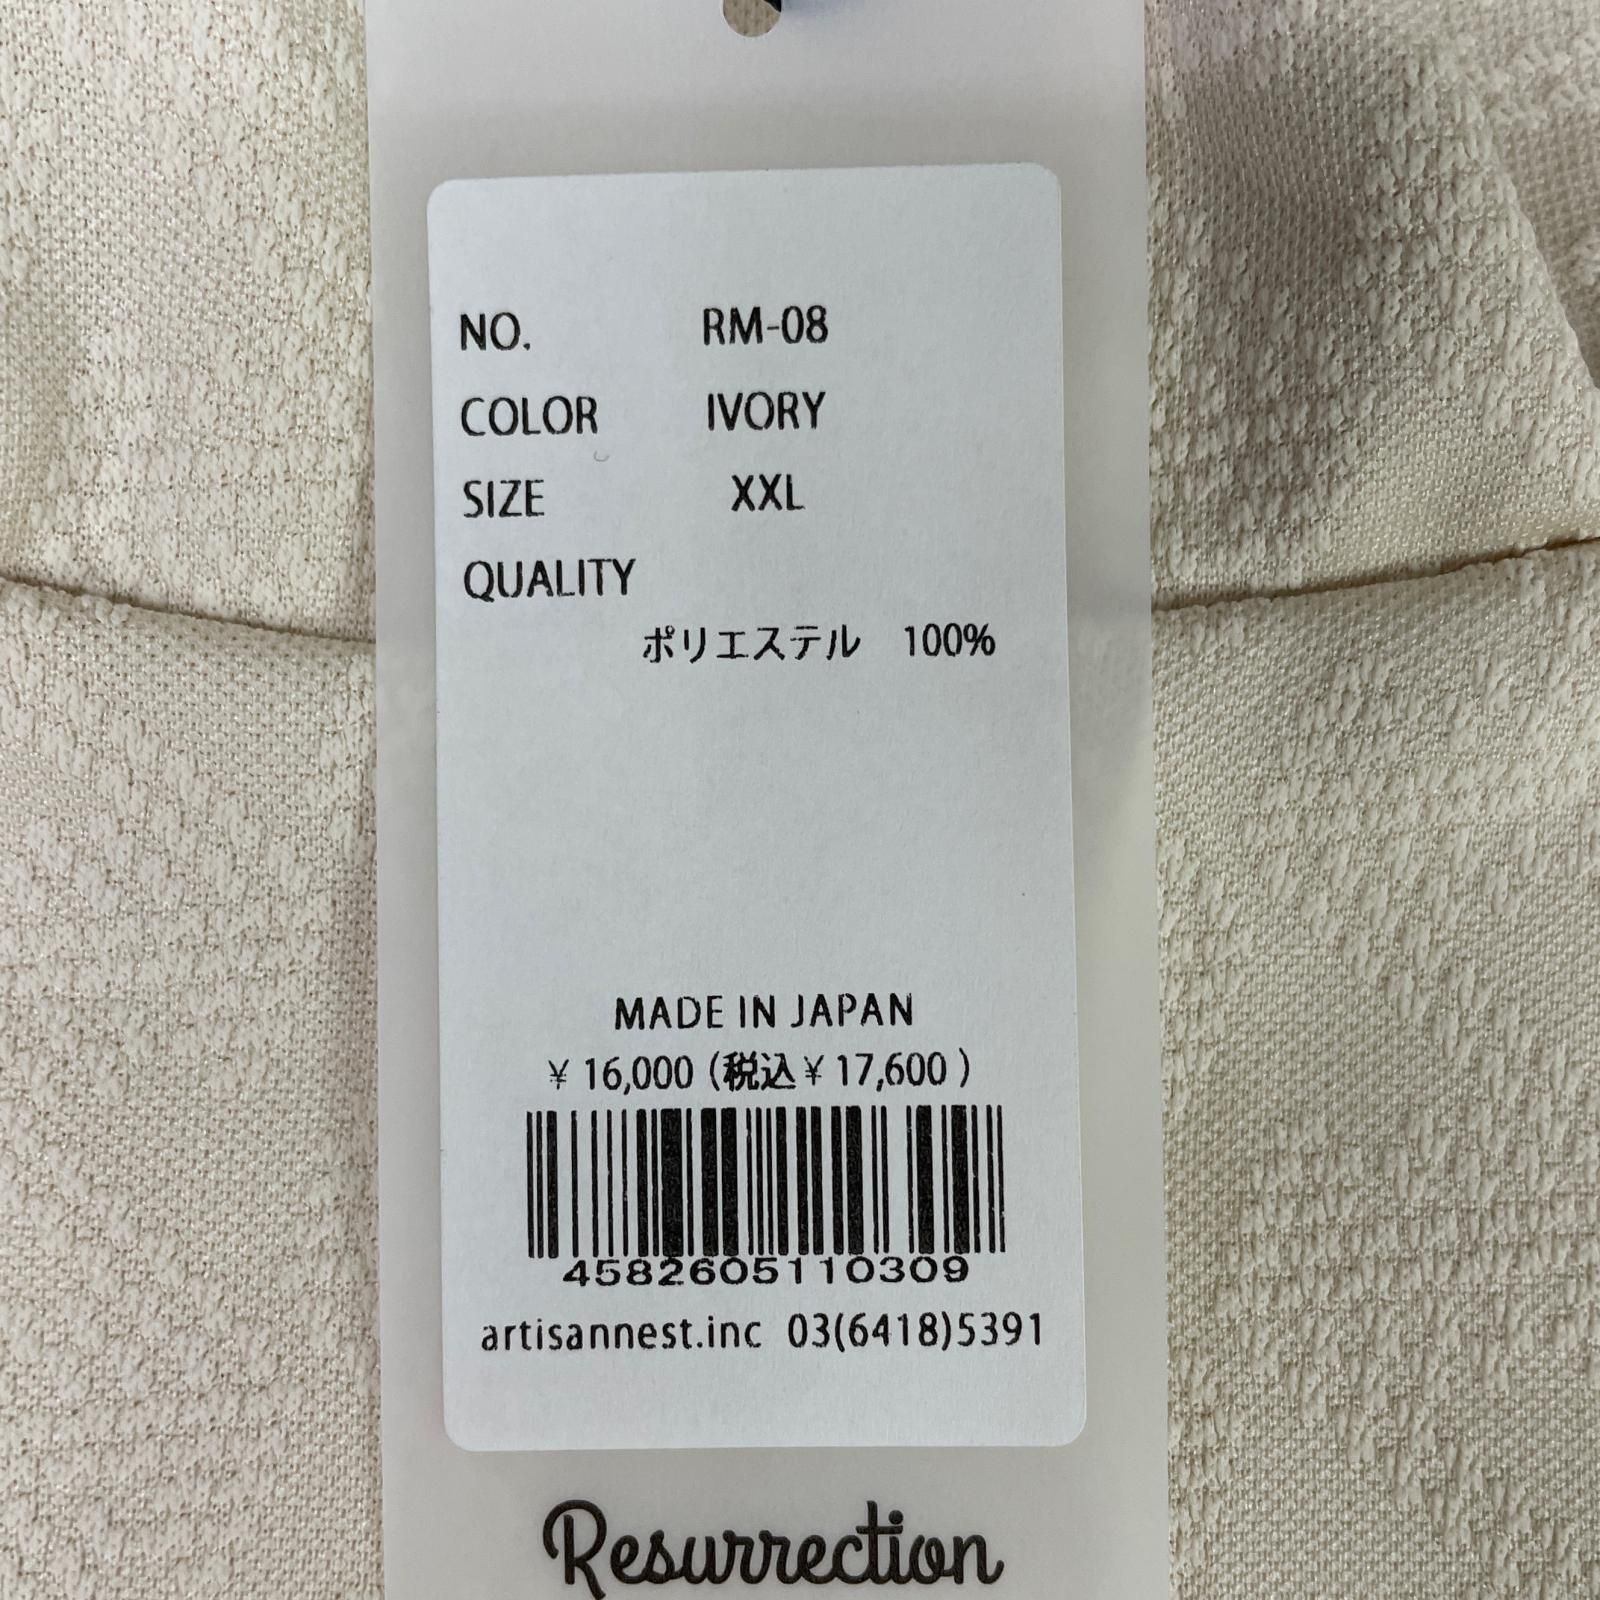 NO. RM-08
COLOR IVORY
SIZE XXL
QUALITY
ポリエステル 100%
MADE IN JAPAN
¥ 16,000 (税込¥ 17,600 )
4582605110309
artisannest.inc 03(6418)5391
Resurrection